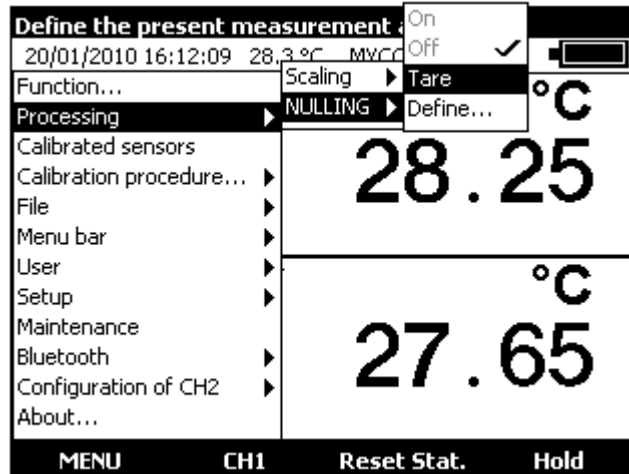 Define the present measurement a
20/01/2010 16:12:09 28,3 °C MYCC
Function...
Processing
Calibrated sensors
Calibration procedure...
File
Menu bar
User
Setup
Maintenance
Bluetooth
Configuration of CH2
About...
Scaling
NULLING
On
Off
Tare
Define...
°C
28.25
°C
27.65
MENU CH1 Reset Stat. Hold